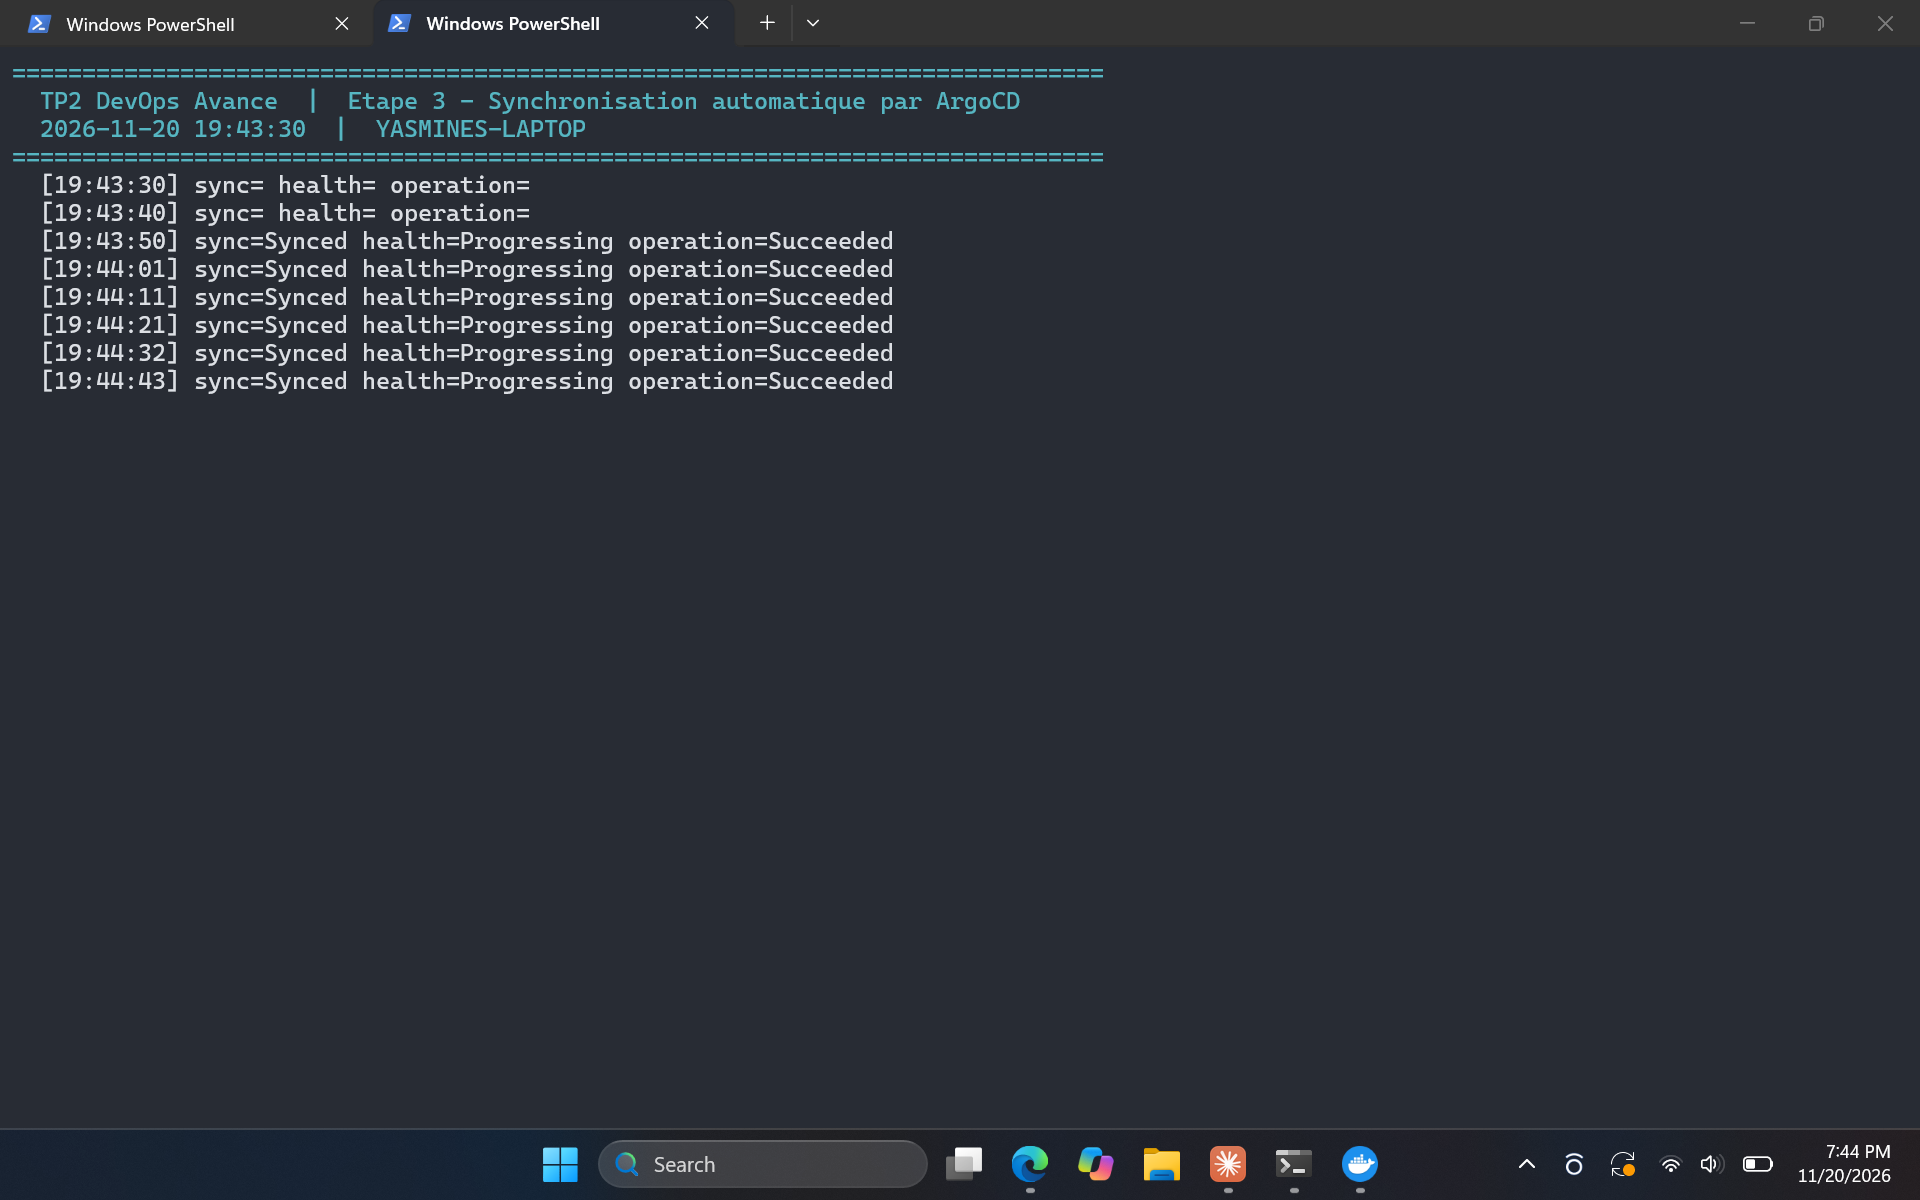 Windows PowerShell
Windows PowerShell
==============================================================================
TP2 DevOps Avance | Etape 3 - Synchronisation automatique par ArgoCD
2026-11-20 19:43:30 | YASMINES-LAPTOP
==============================================================================
[19:43:30] sync= health= operation=
[19:43:40] sync= health= operation=
[19:43:50] sync=Synced health=Progressing operation=Succeeded
[19:44:01] sync=Synced health=Progressing operation=Succeeded
[19:44:11] sync=Synced health=Progressing operation=Succeeded
[19:44:21] sync=Synced health=Progressing operation=Succeeded
[19:44:32] sync=Synced health=Progressing operation=Succeeded
[19:44:43] sync=Synced health=Progressing operation=Succeeded
Search
7:44 PM
11/20/2026